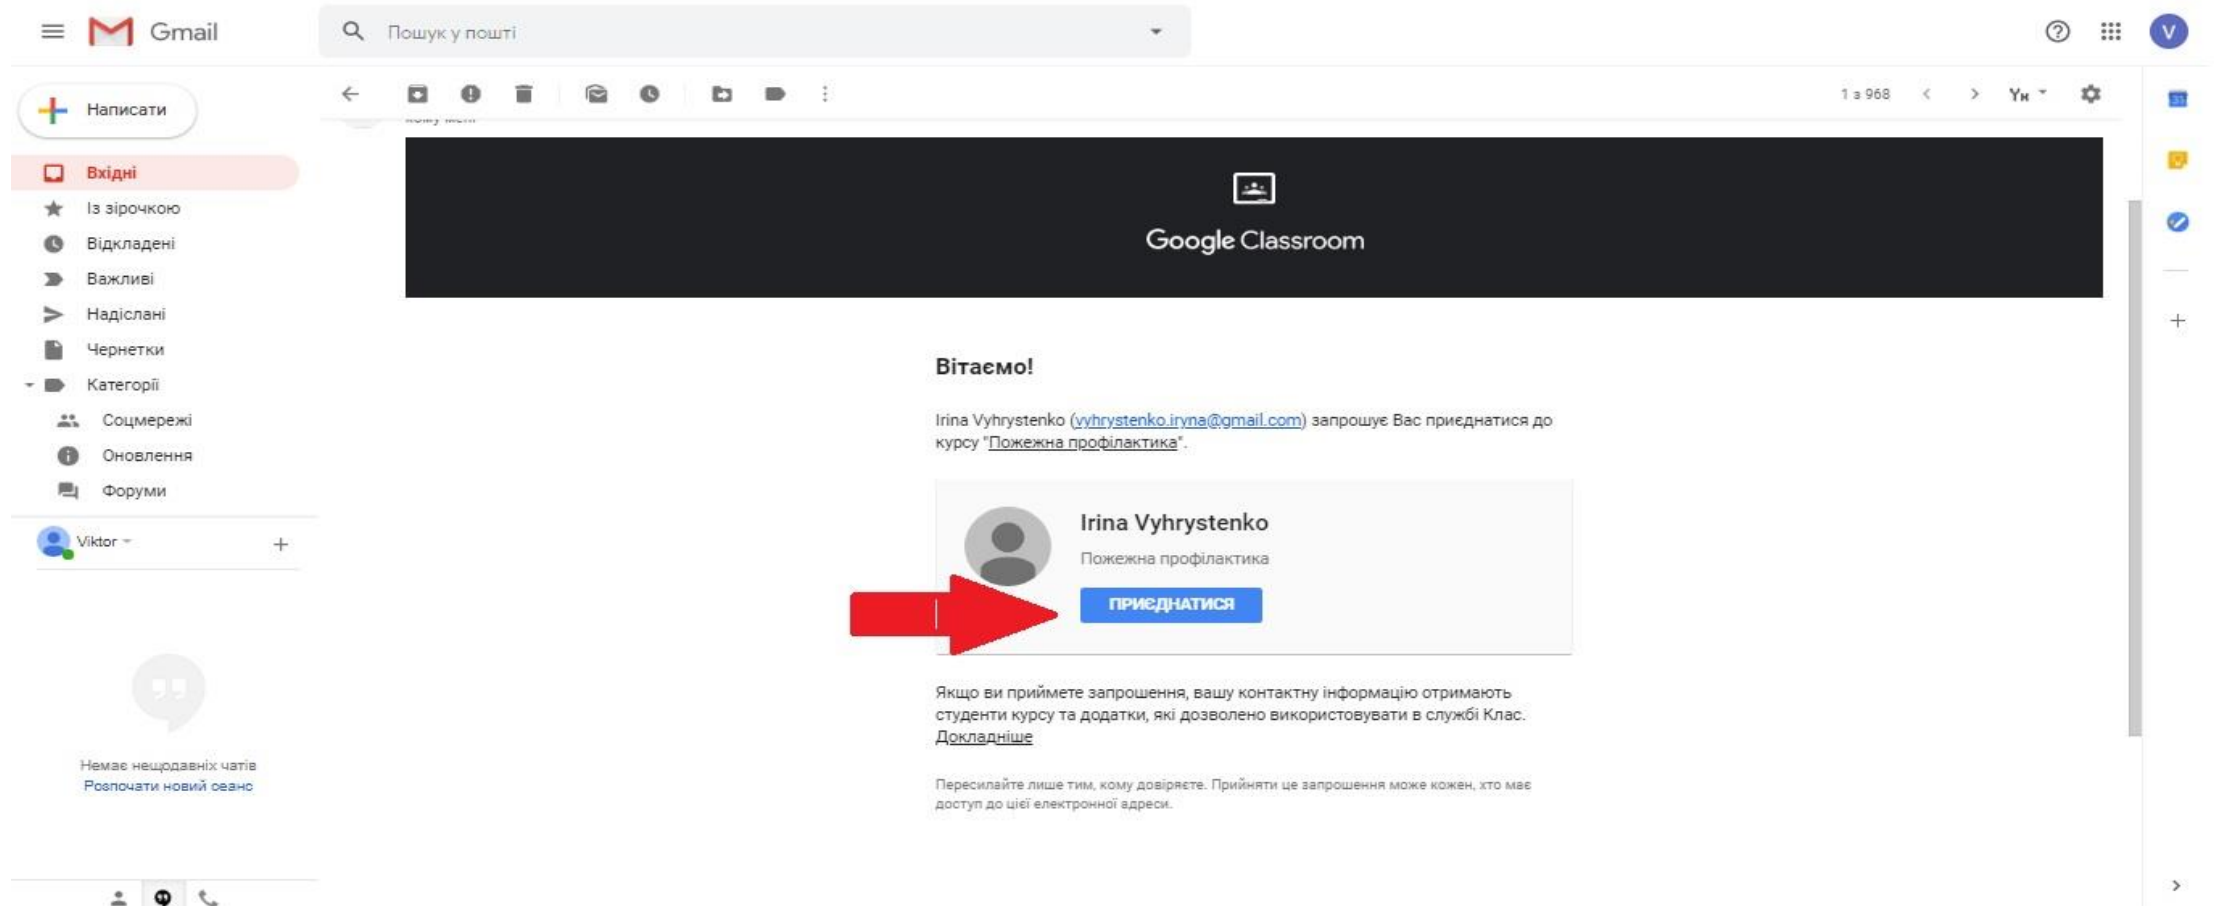 Gmail
Пошук у пошті
V
Написати
1 з 968
Ук
31
кому мені
Вхідні
Із зірочкою
Відкладені
Важливі
Надіслані
Чернетки
Категорії
Соцмережі
Оновлення
Форуми
Viktor
Немає нещодавніх чатів
Розпочати новий сеанс
Google Classroom
Вітаємо!
Irina Vyhrystenko (vyhrystenko.iryna@gmail.com) запрошує Вас приєднатися до
курсу "Пожежна профілактика".
Irina Vyhrystenko
Пожежна профілактика
ПРИЄДНАТИСЯ
Якщо ви приймете запрошення, вашу контактну інформацію отримають
студенти курсу та додатки, які дозволено використовувати в службі Клас.
Докладніше
Пересилайте лише тим, кому довіряєте. Прийняти це запрошення може кожен, хто має
доступ до цієї електронної адреси.